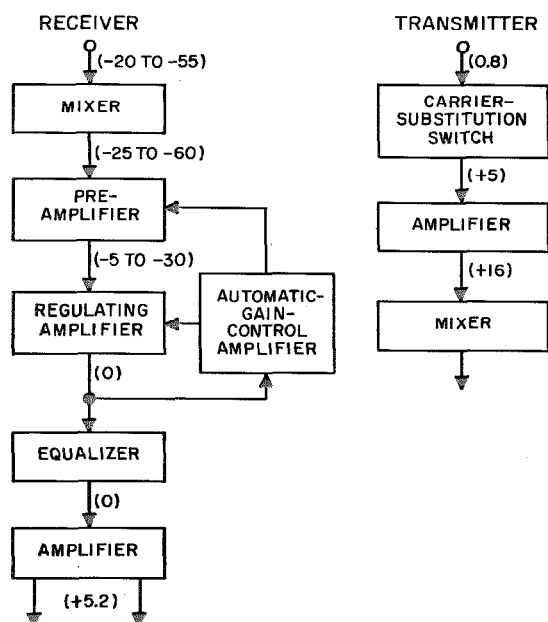 RECEIVER
(-20 TO -55)
MIXER
(-25 TO -60)
PRE-
AMPLIFIER
(-5 TO -30)
REGULATING
AMPLIFIER
AUTOMATIC-
GAIN-
CONTROL
AMPLIFIER
(0)
EQUALIZER
(0)
AMPLIFIER
(+5.2)
TRANSMITTER
(0.8)
CARRIER-
SUBSTITUTION
SWITCH
(+5)
AMPLIFIER
(+16)
MIXER